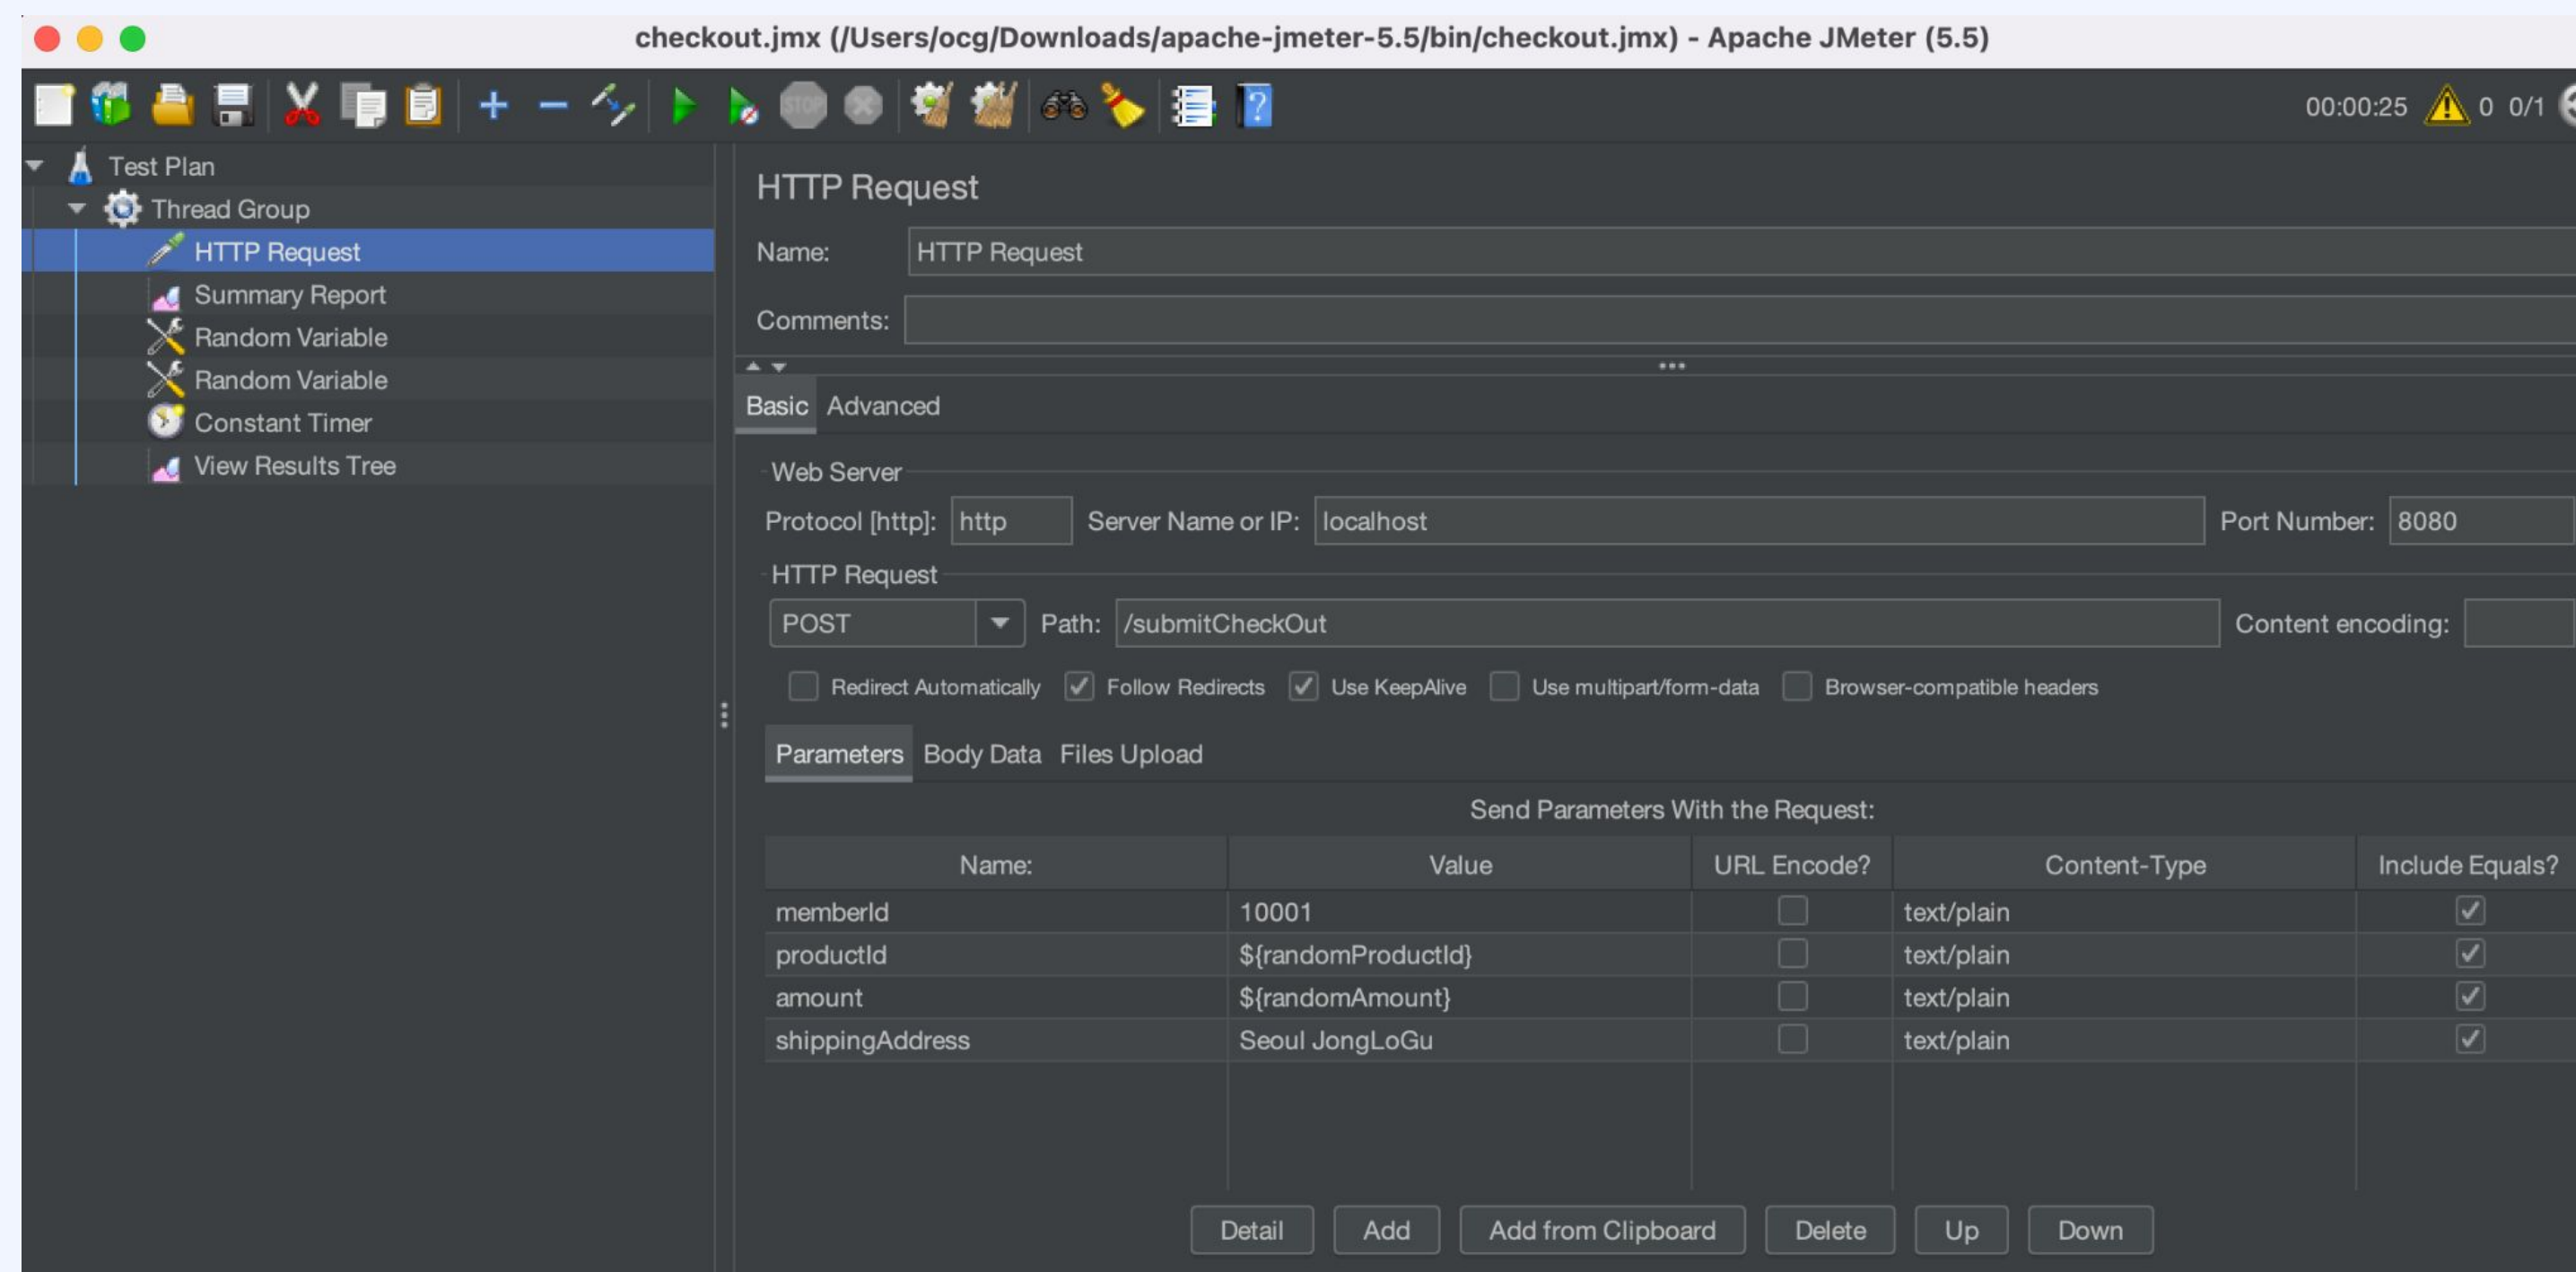 checkout.jmx (/Users/ocg/Downloads/apache-jmeter-5.5/bin/checkout.jmx) - Apache JMeter (5.5)
STOP
?
00:00:25 0 0/1
Test Plan
Thread Group
HTTP Request
Summary Report
Random Variable
Random Variable
Constant Timer
View Results Tree
HTTP Request
Name: HTTP Request
Comments:
Basic Advanced
Web Server
Protocol [http]: http Server Name or IP: localhost Port Number: 8080
HTTP Request
POST Path: /submitCheckOut Content encoding:
Redirect Automatically Follow Redirects Use KeepAlive Use multipart/form-data Browser-compatible headers
Parameters Body Data Files Upload
Send Parameters With the Request:
Name: Value URL Encode? Content-Type Include Equals?
memberId 10001 text/plain
productId ${randomProductId} text/plain
amount ${randomAmount} text/plain
shippingAddress Seoul JongLoGu text/plain
Detail Add Add from Clipboard Delete Up Down